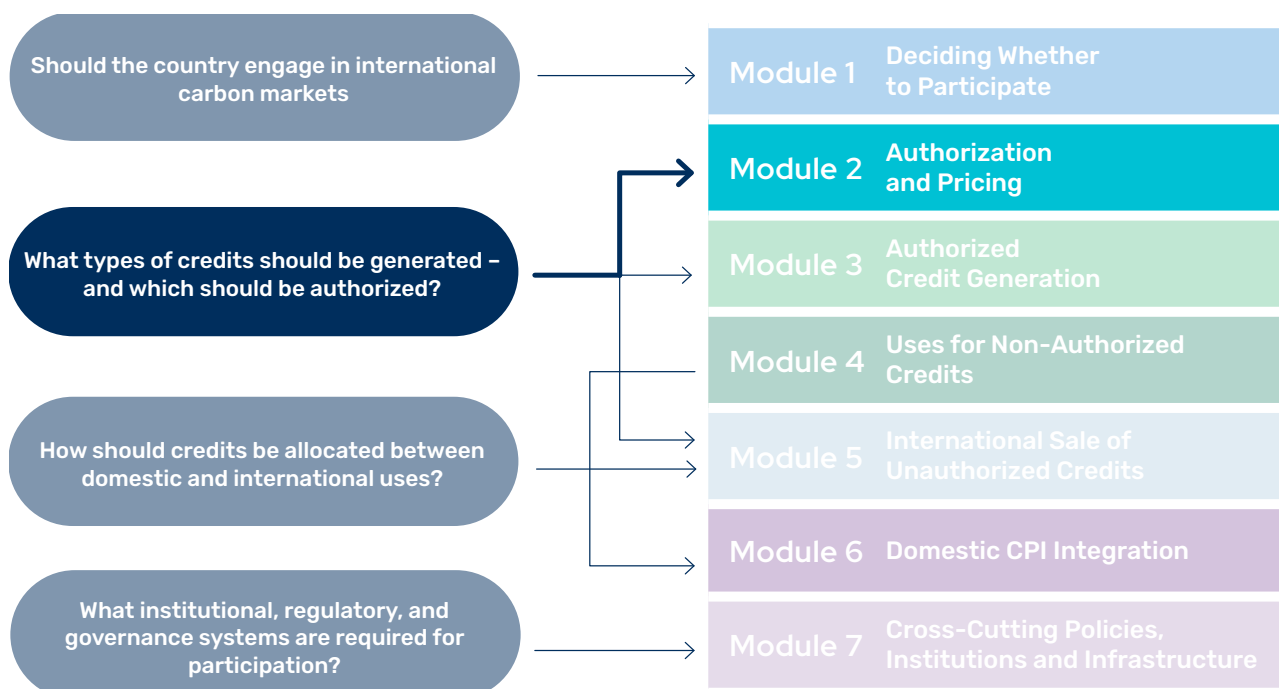 Should the country engage in international
carbon markets
What types of credits should be generated –
and which should be authorized?
How should credits be allocated between
domestic and international uses?
What institutional, regulatory, and
governance systems are required for
participation?
Module 1
Deciding Whether
to Participate
Module 2
Authorization
and Pricing
Module 3
Authorized
Credit Generation
Module 4
Uses for Non-Authorized
Credits
Module 5
International Sale of
Unauthorized Credits
Module 6
Domestic CPI Integration
Module 7
Cross-Cutting Policies,
Institutions and Infrastructure